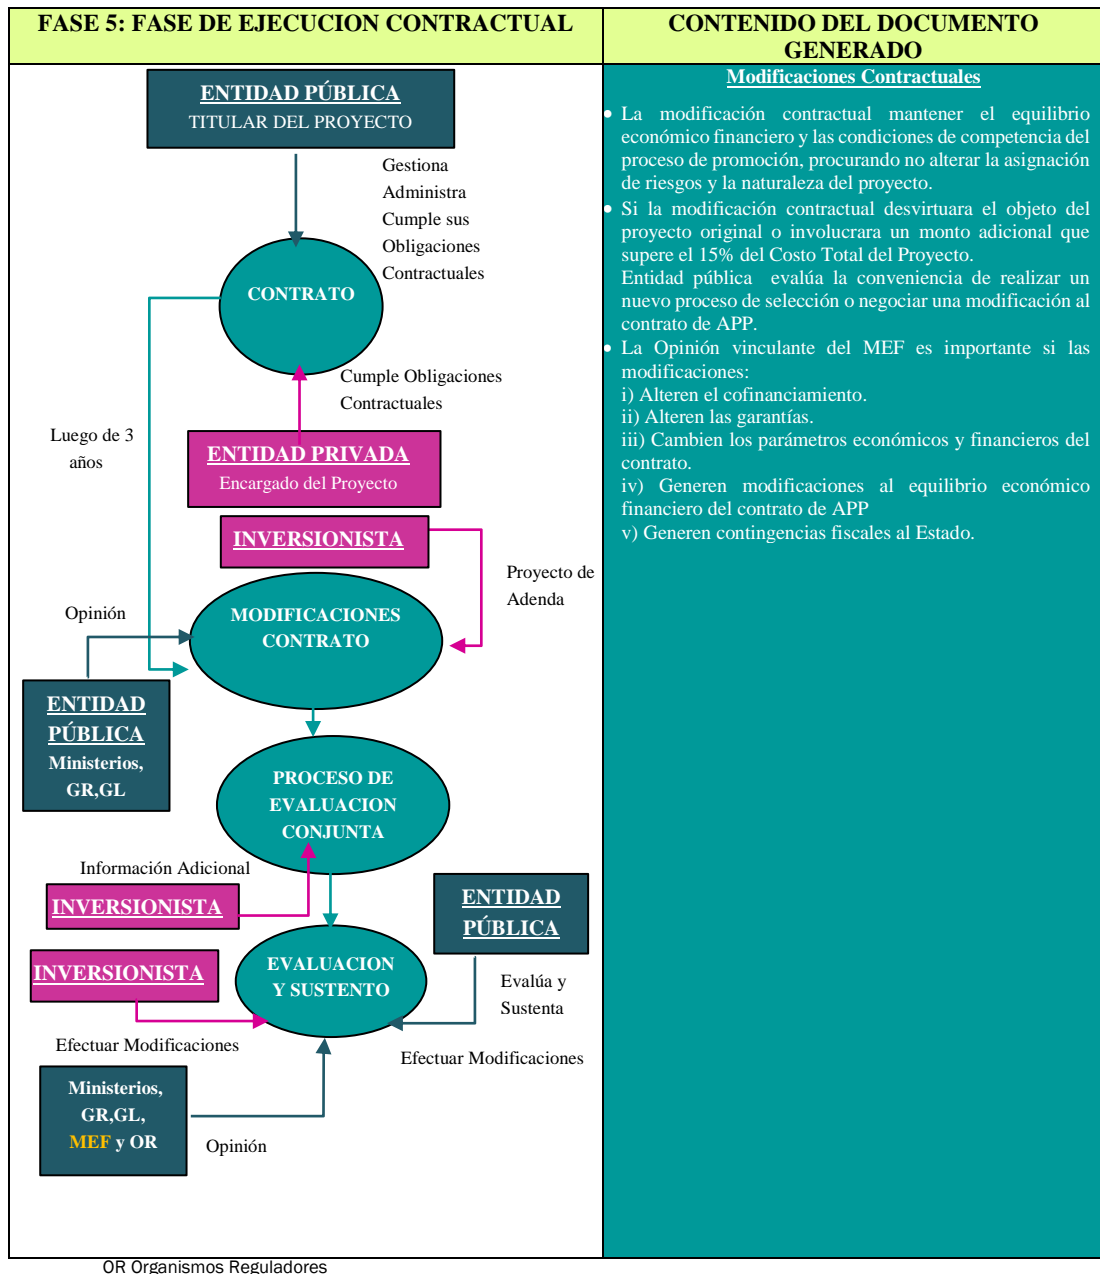 FASE 5: FASE DE EJECUCION CONTRACTUAL
CONTENIDO DEL DOCUMENTO
GENERADO
ENTIDAD PÚBLICA
TITULAR DEL PROYECTO
Gestiona
Administra
Cumple sus
Obligaciones
Contractuales
CONTRATO
Cumple Obligaciones
Contractuales
Luego de 3
años
ENTIDAD PRIVADA
Encargado del Proyecto
INVERSIONISTA
Proyecto de
Adenda
Opinión
MODIFICACIONES
CONTRATO
ENTIDAD
PÚBLICA
Ministerios,
GR,GL
PROCESO DE
EVALUACION
CONJUNTA
Información Adicional
INVERSIONISTA
ENTIDAD
PÚBLICA
INVERSIONISTA
EVALUACION
Y SUSTENTO
Evalúa y
Sustenta
Efectuar Modificaciones
Efectuar Modificaciones
Ministerios,
GR,GL,
MEF y OR
Opinión
Modificaciones Contractuales
• La modificación contractual mantener el equilibrio
económico financiero y las condiciones de competencia del
proceso de promoción, procurando no alterar la asignación
de riesgos y la naturaleza del proyecto.
• Si la modificación contractual desvirtuara el objeto del
proyecto original o involucrara un monto adicional que
supere el 15% del Costo Total del Proyecto.
Entidad pública evalúa la conveniencia de realizar un
nuevo proceso de selección o negociar una modificación al
contrato de APP.
• La Opinión vinculante del MEF es importante si las
modificaciones:
i) Alteren el cofinanciamiento.
ii) Alteren las garantías.
iii) Cambien los parámetros económicos y financieros del
contrato.
iv) Generen modificaciones al equilibrio económico
financiero del contrato de APP
v) Generen contingencias fiscales al Estado.
OR Organismos Reguladores